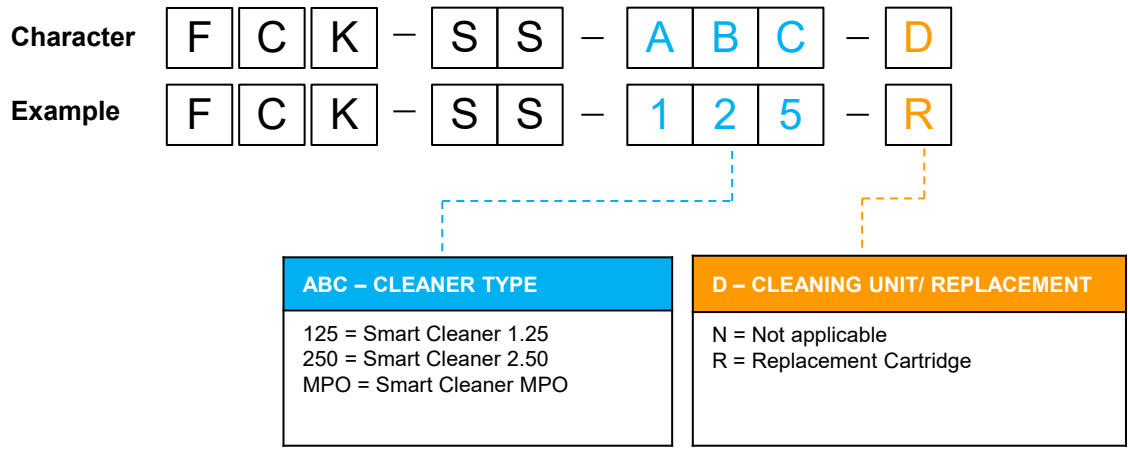 Character F C K – S S – A B C – D
Example F C K – S S – 1 2 5 – R
ABC – CLEANER TYPE
125 = Smart Cleaner 1.25
250 = Smart Cleaner 2.50
MPO = Smart Cleaner MPO
D – CLEANING UNIT/ REPLACEMENT
N = Not applicable
R = Replacement Cartridge